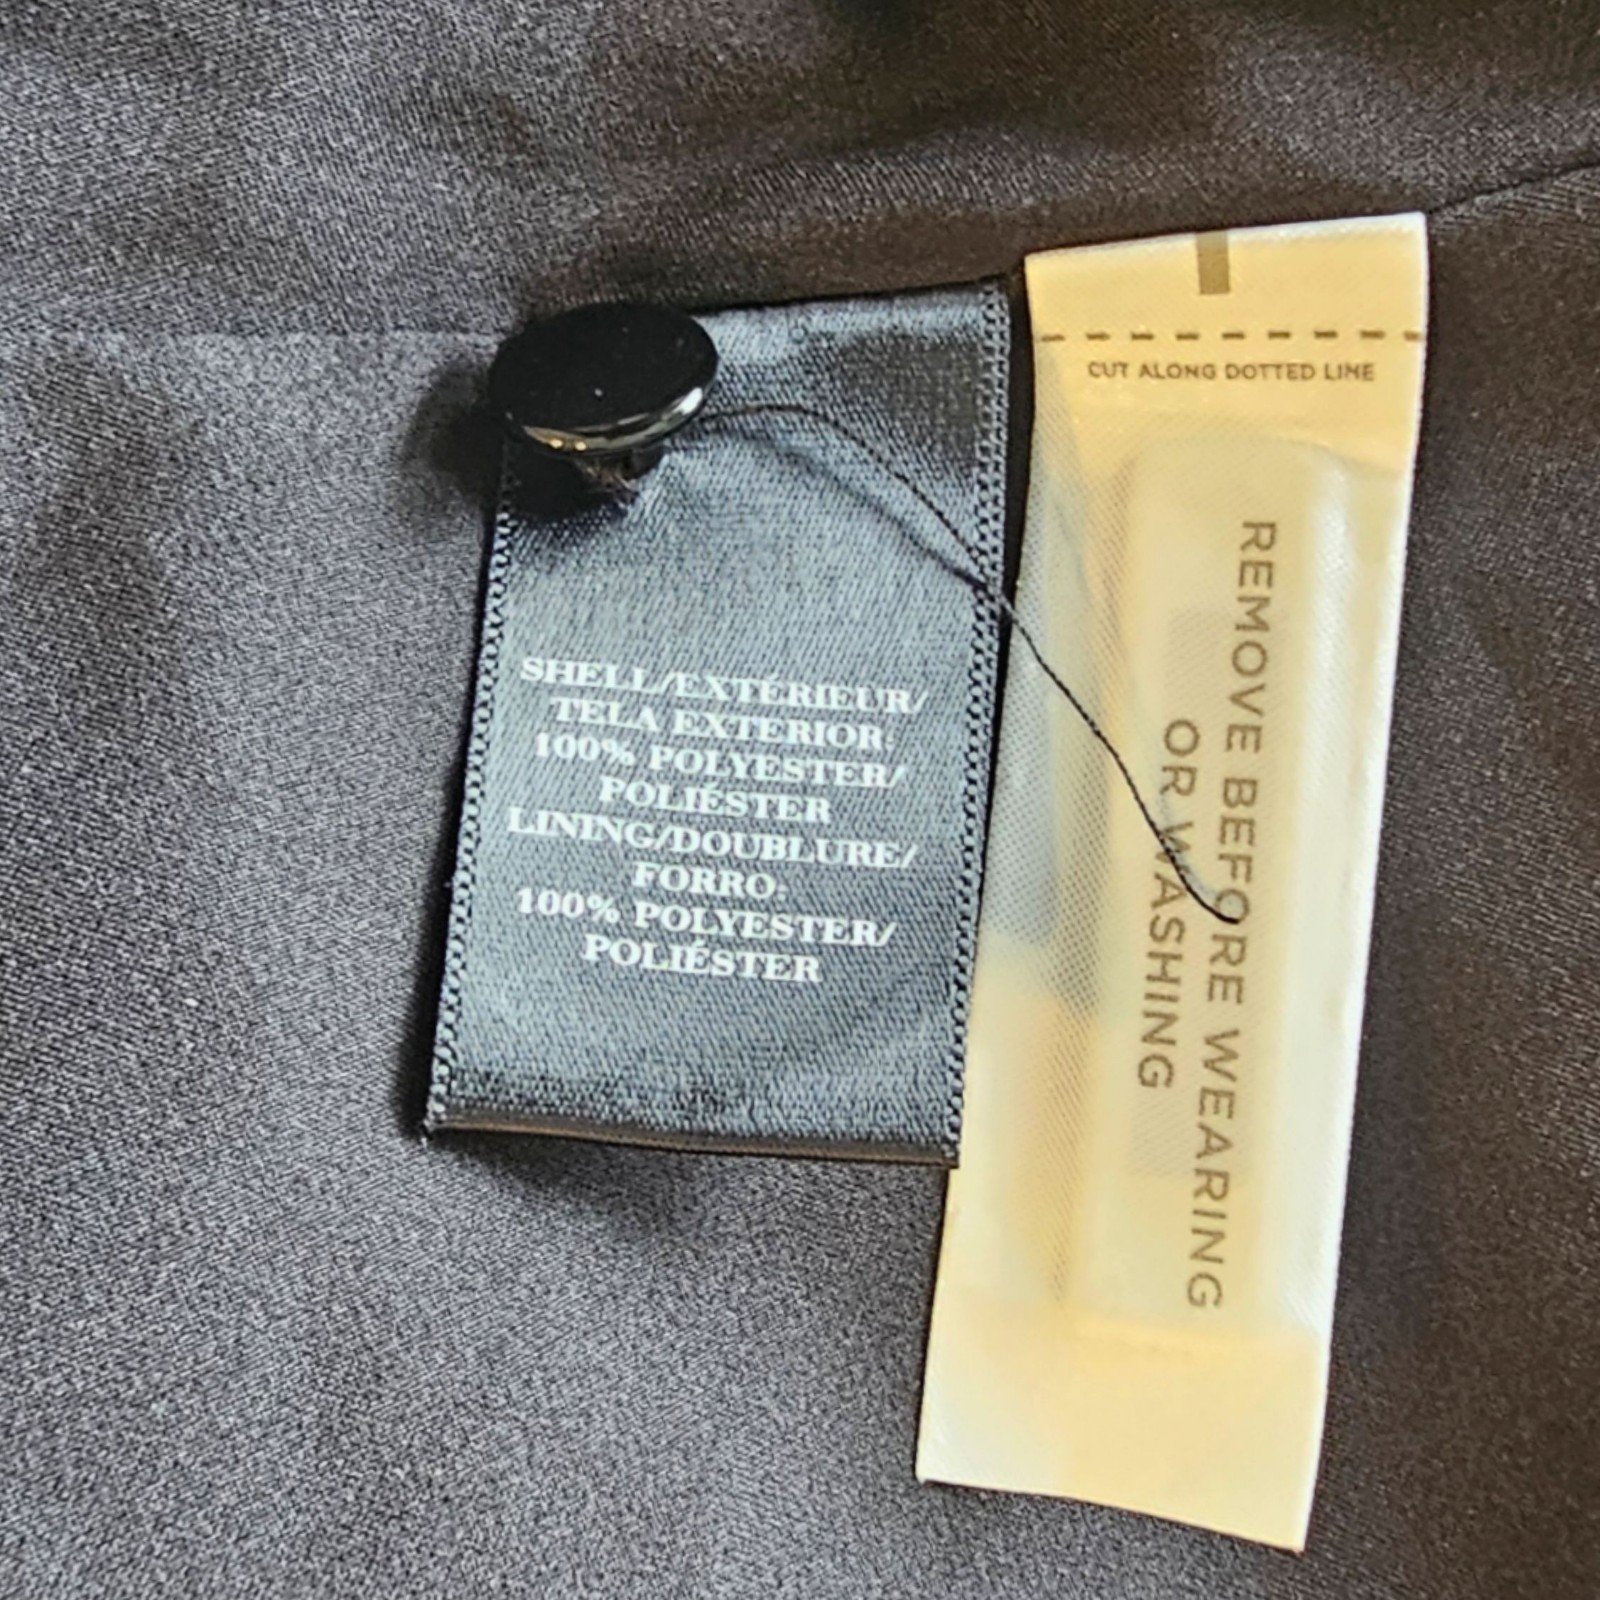 SHELL/EXTÉRIEUR/
TELA EXTERIOR:
100% POLYESTER/
POLIÉSTER
LINING/DOUBLURE/
FORRO:
100% POLYESTER/
POLIÉSTER
CUT ALONG DOTTED LINE
REMOVE BEFORE WEARING
OR WASHING